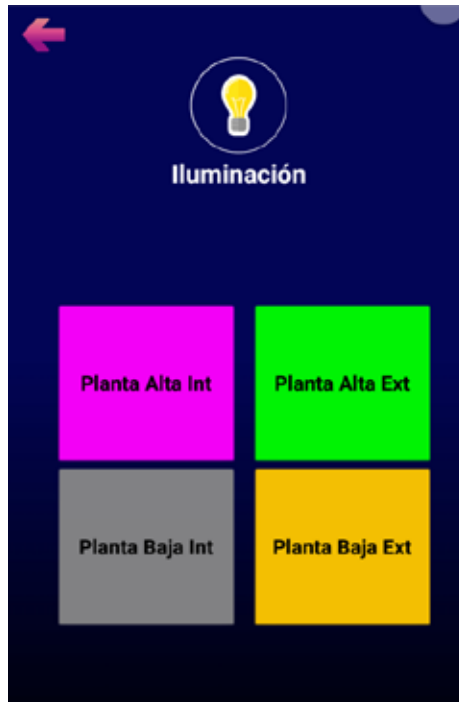 Iluminación
Planta Alta Int
Planta Alta Ext
Planta Baja Int
Planta Baja Ext